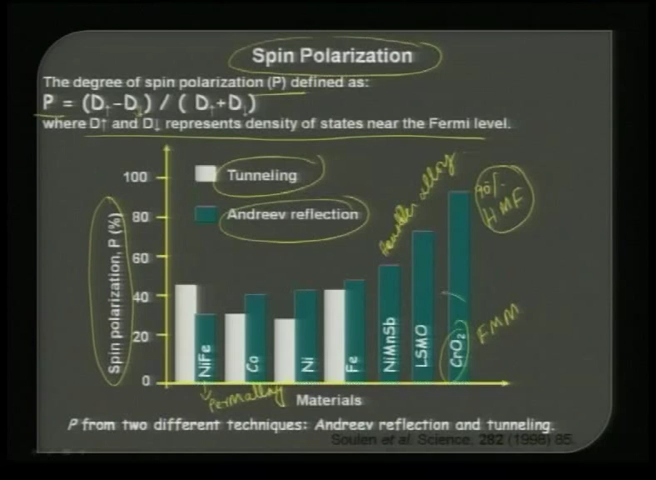 Spin Polarization
The degree of spin polarization (P) defined as:
P = (D↑-D↓) / ( D↑+D↓)
where D↑ and D↓ represents density of states near the Fermi level.
100
80
60
40
20
0
Spin polarization, P (%)
Tunneling
Andreev reflection
Heusler alloy
90%
HMF
FMM
NiFe
Co
Ni
Fe
NiMnSb
LSMO
CrO₂
Permalloy
Materials
P from two different techniques: Andreev reflection and tunneling.
Soulen et al. Science, 282 (1998) 85.